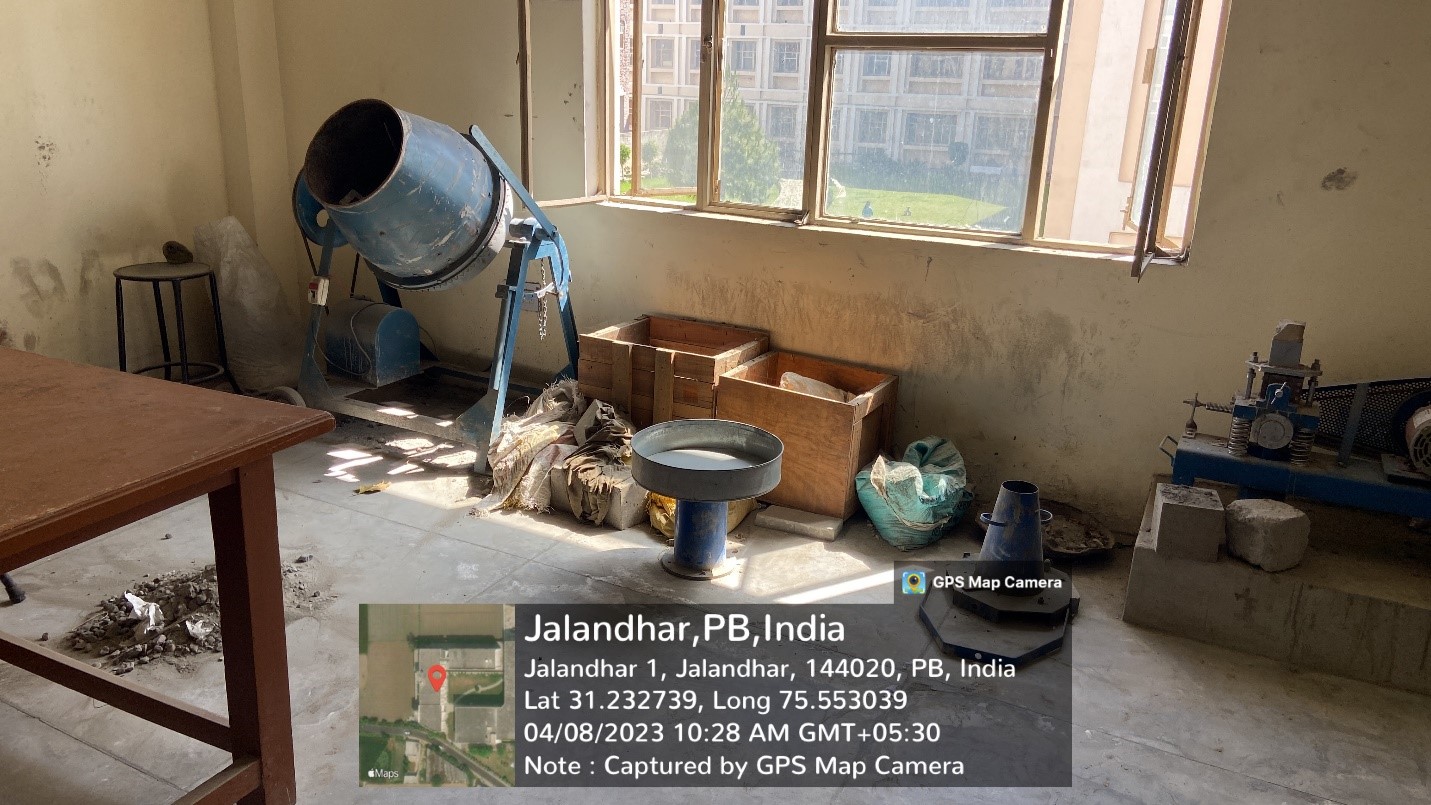 GPS Map Camera
Jalandhar,PB,India
Jalandhar 1, Jalandhar, 144020, PB, India
Lat 31.232739, Long 75.553039
04/08/2023 10:28 AM GMT+05:30
Note : Captured by GPS Map Camera
Maps